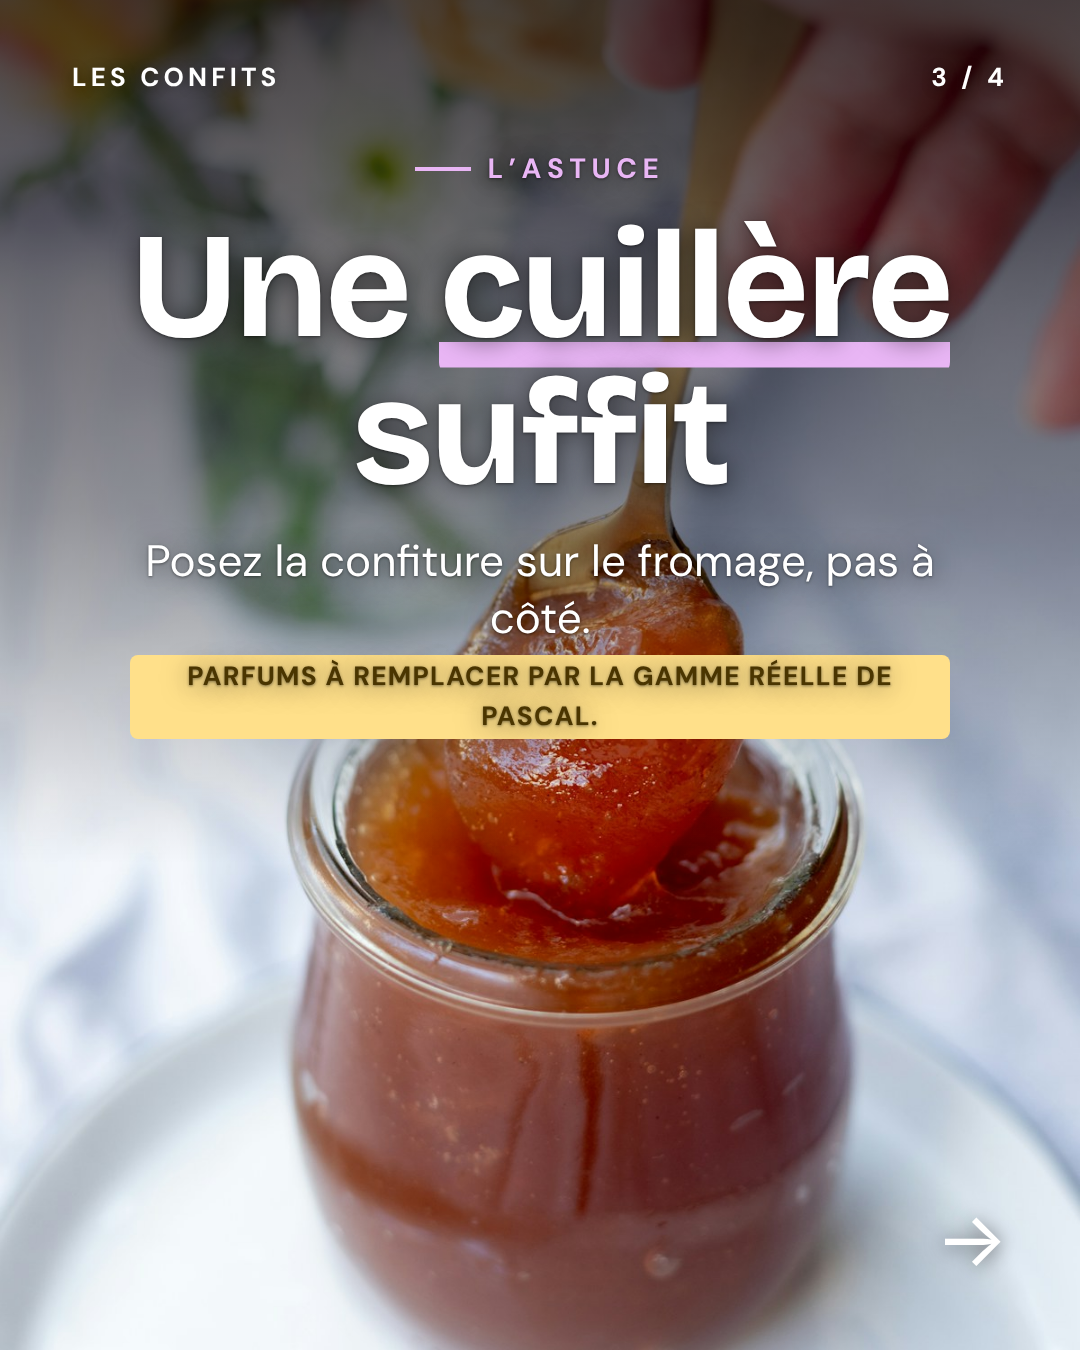 LES CONFITS
3 / 4
L’ASTUCE
Une cuillère
suffit
Posez la confiture sur le fromage, pas à
côté.
PARFUMS À REMPLACER PAR LA GAMME RÉELLE DE
PASCAL.